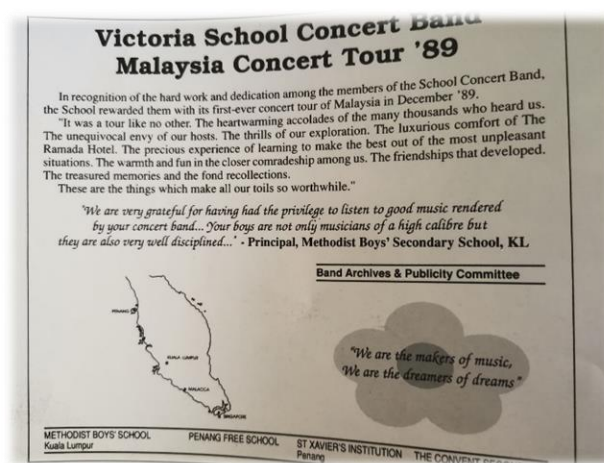 Victoria School Concert Band
Malaysia Concert Tour '89
In recognition of the hard work and dedication among the members of the School Concert Band,
the School rewarded them with its first-ever concert tour of Malaysia in December '89.
"It was a tour like no other. The heartwarming accolades of the many thousands who heard us.
The unequivocal envy of our hosts. The thrills of our exploration. The luxurious comfort of The
Ramada Hotel. The precious experience of learning to make the best out of the most unpleasant
situations. The warmth and fun in the closer comradeship among us. The friendships that developed.
The treasured memories and the fond recollections.
These are the things which make all our toils so worthwhile."
"We are very grateful for having had the privilege to listen to good music rendered
by your concert band... Your boys are not only musicians of a high calibre but
they are also very well disciplined..." - Principal, Methodist Boys' Secondary School, KL
Band Archives & Publicity Committee
PENANG
KUALA LUMPUR
MALACCA
SINGAPORE
"We are the makers of music,
We are the dreamers of dreams"
METHODIST BOYS' SCHOOL
Kuala Lumpur
PENANG FREE SCHOOL
ST XAVIER'S INSTITUTION
Penang
THE CONVENT